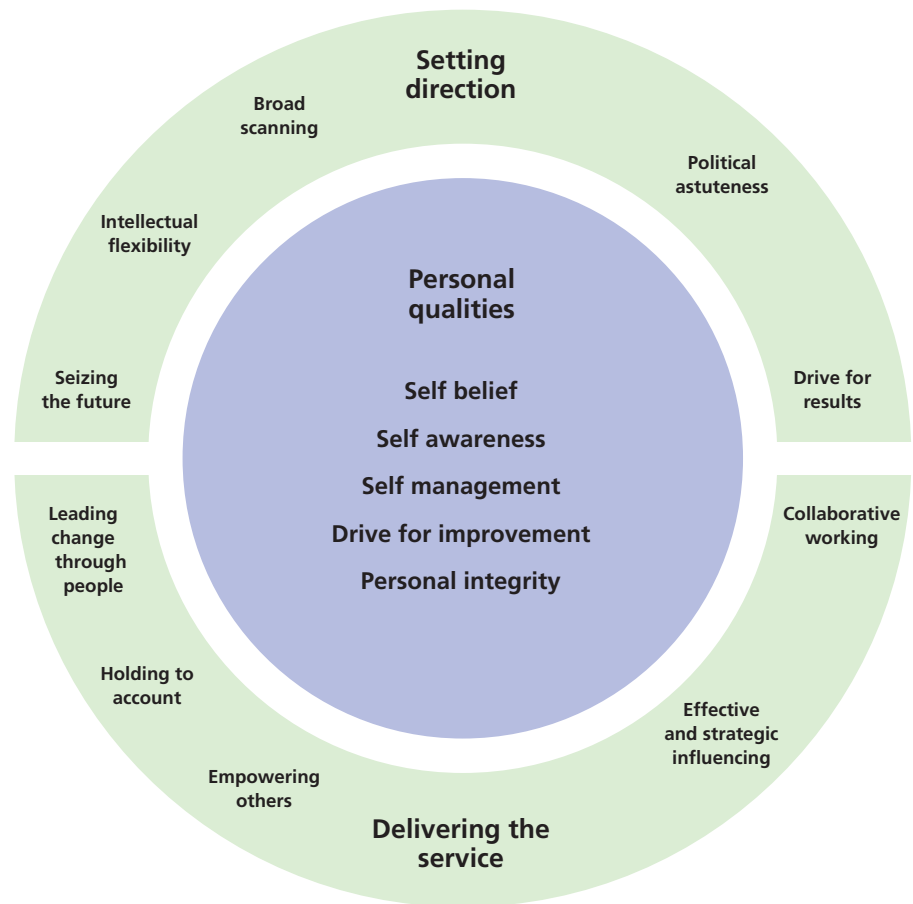 Setting
direction
Broad
scanning
Political
astuteness
Intellectual
flexibility
Seizing
the future
Drive for
results
Personal
qualities
Self belief
Self awareness
Self management
Drive for improvement
Personal integrity
Leading
change
through
people
Collaborative
working
Holding to
account
Effective
and strategic
influencing
Empowering
others
Delivering the
service